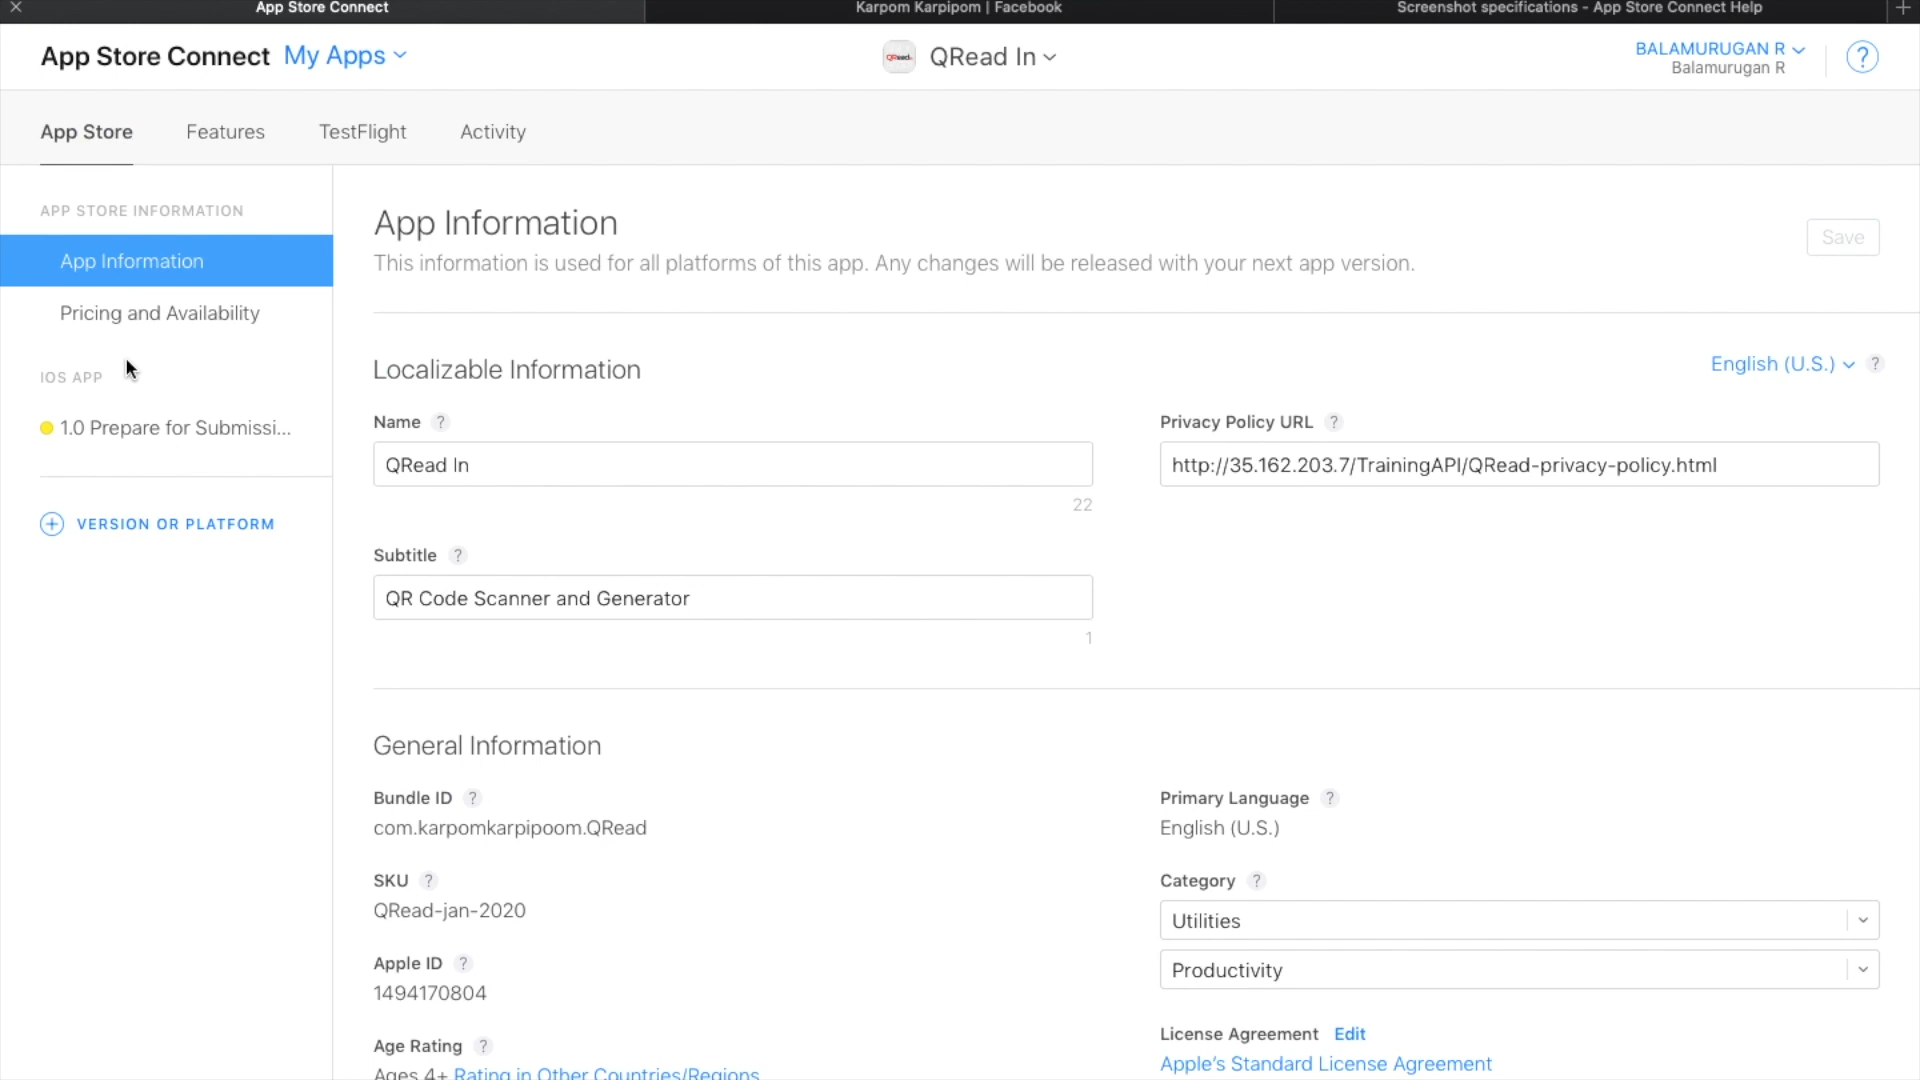 App Store Connect
Karpom Karpipom | Facebook
Screenshot specifications - App Store Connect Help
App Store Connect My Apps
QRead In
BALAMURUGAN R
Balamurugan R
?
App Store Features TestFlight Activity
APP STORE INFORMATION
App Information
Pricing and Availability
IOS APP
1.0 Prepare for Submissi...
VERSION OR PLATFORM
App Information
Save
This information is used for all platforms of this app. Any changes will be released with your next app version.
Localizable Information
English (U.S.) ?
Name ?
QRead In
22
Privacy Policy URL ?
http://35.162.203.7/TrainingAPI/QRead-privacy-policy.html
Subtitle ?
QR Code Scanner and Generator
1
General Information
Bundle ID ?
com.karpomkarpipoom.QRead
SKU ?
QRead-jan-2020
Apple ID ?
1494170804
Age Rating ?
Ages 4+ Rating in Other Countries/Regions
Primary Language ?
English (U.S.)
Category ?
Utilities
Productivity
License Agreement Edit
Apple's Standard License Agreement